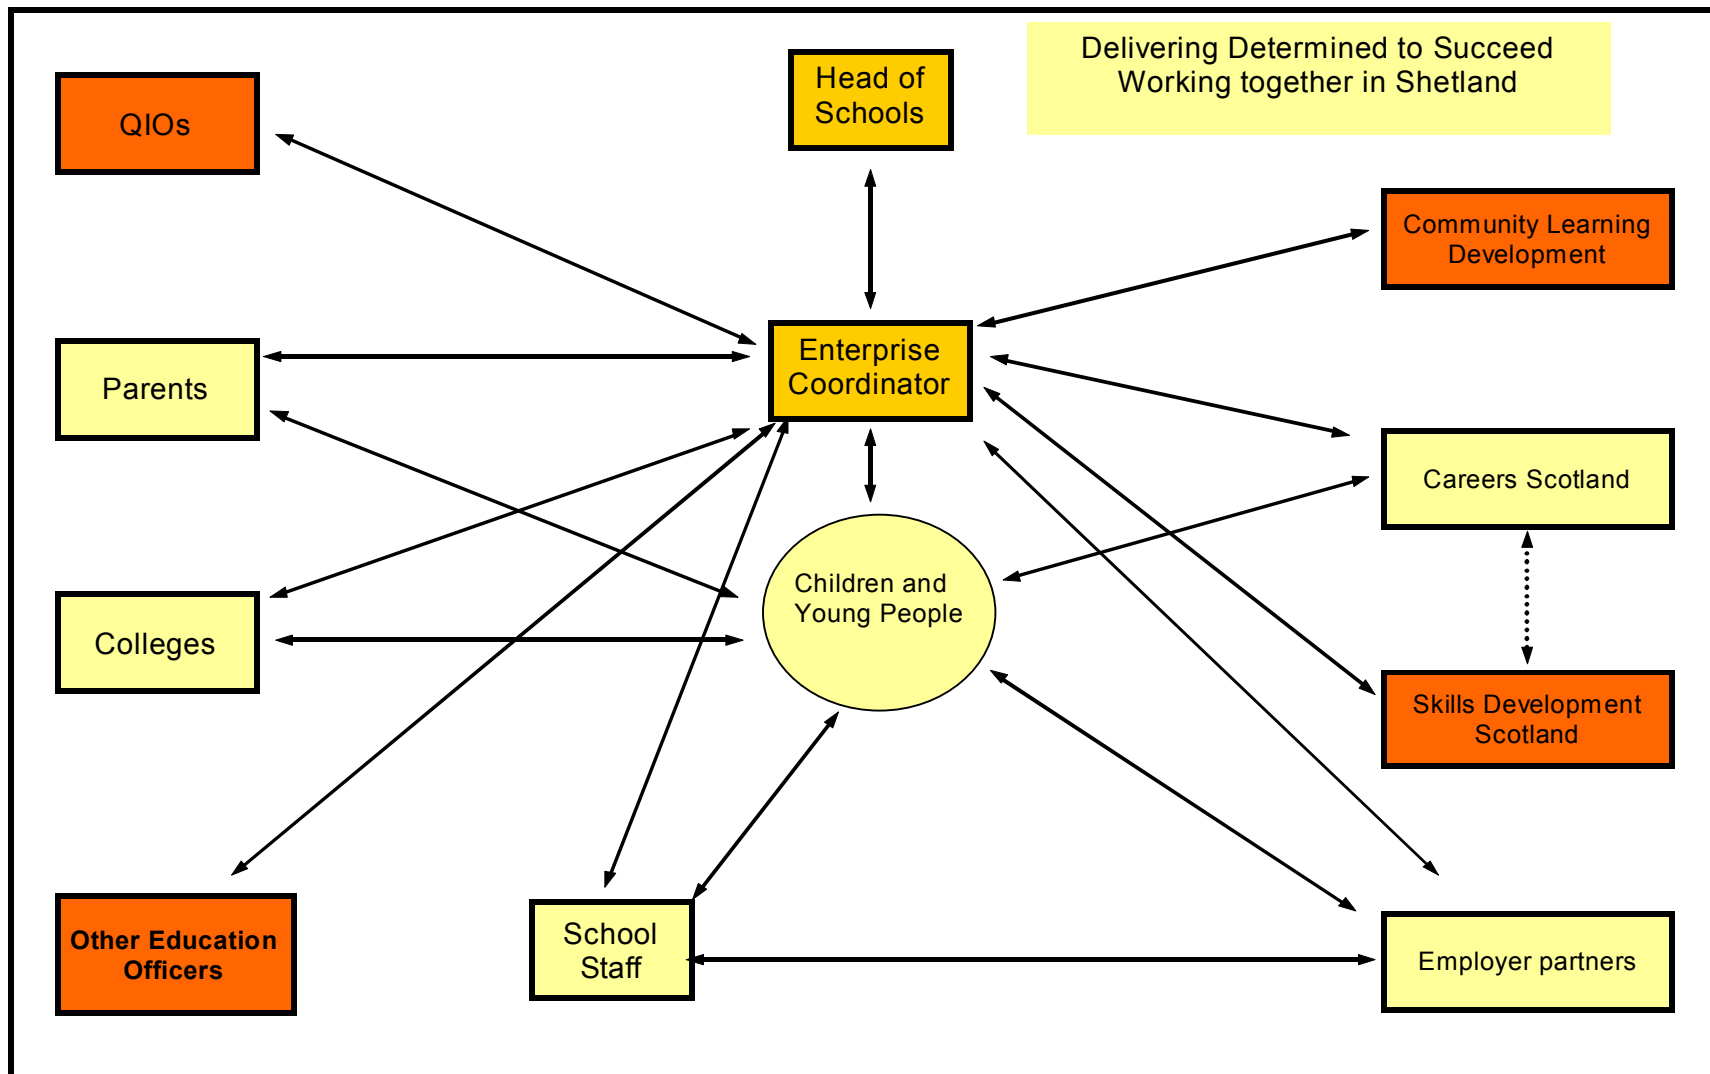 Delivering Determined to Succeed
Working together in Shetland
Head of
Schools
QIOs
Community Learning
Development
Enterprise
Coordinator
Parents
Careers Scotland
Children and
Young People
Colleges
Skills Development
Scotland
Other Education
Officers
School
Staff
Employer partners